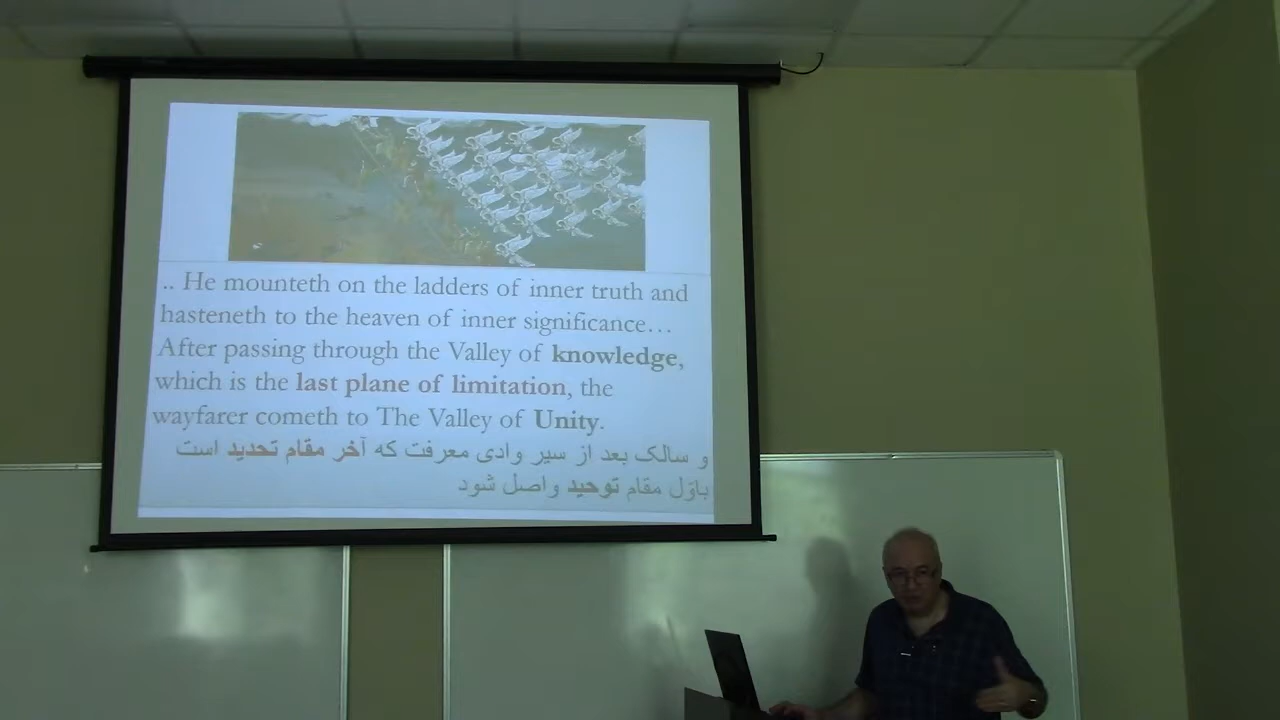 .. He mounteth on the ladders of inner truth and
hasteneth to the heaven of inner significance...
After passing through the Valley of knowledge,
which is the last plane of limitation, the
wayfarer cometh to The Valley of Unity.
و سالک بعد از سیر وادی معرفت که آخر مقام تحدید است
باوّل مقام توحید واصل شود